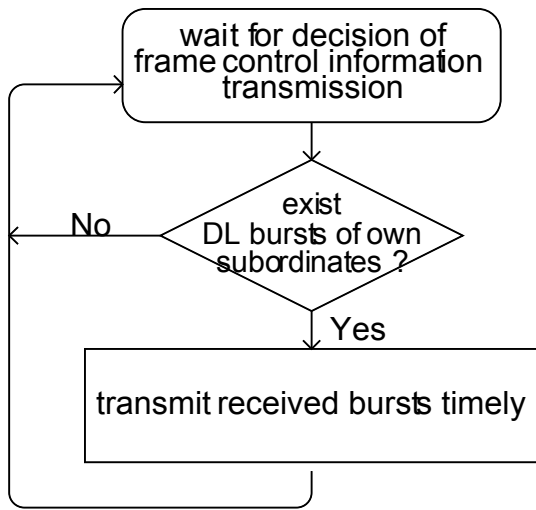 wait for decision of
frame control information
transmission
exist
DL bursts of own
subordinates ?
No
Yes
transmit received bursts timely